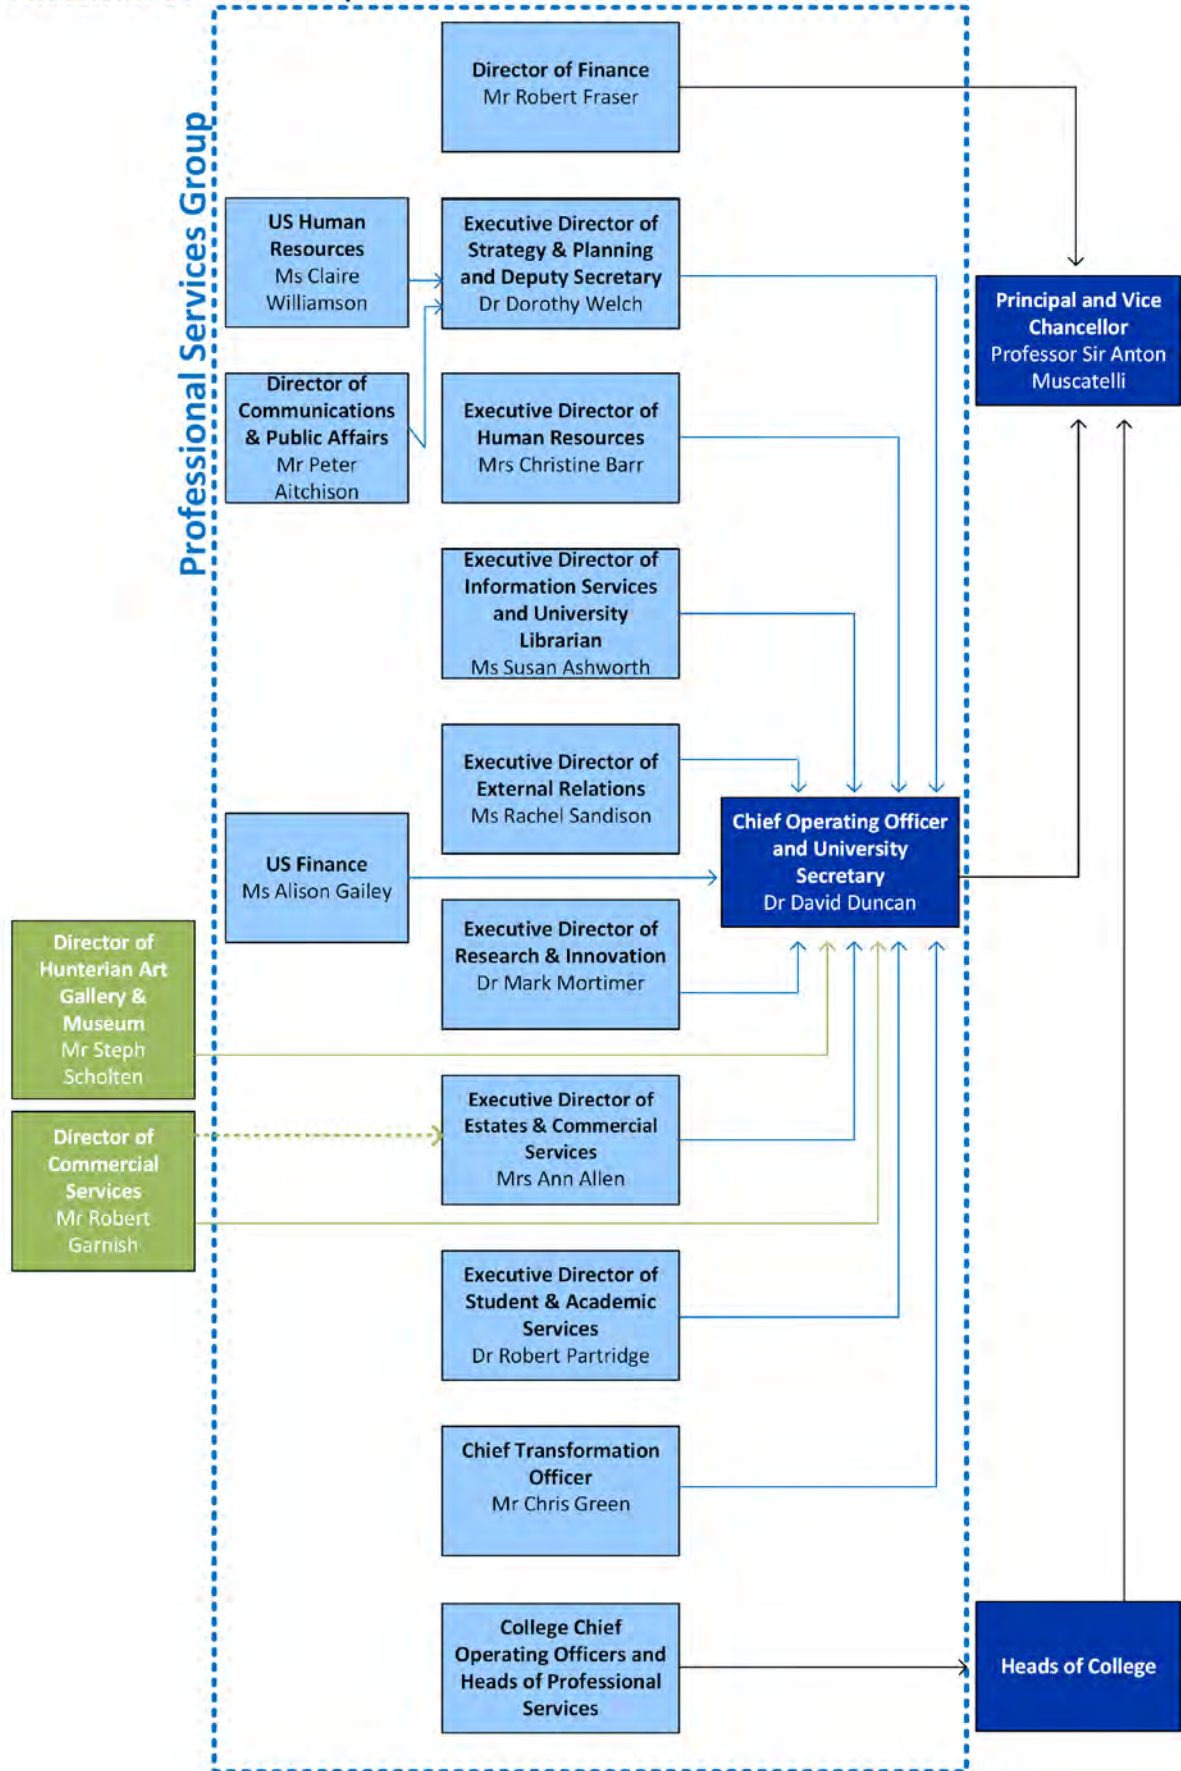 Professional Services Group
Director of Finance
Mr Robert Fraser
US Human
Resources
Ms Claire
Williamson
Executive Director of
Strategy & Planning
and Deputy Secretary
Dr Dorothy Welch
Principal and Vice
Chancellor
Professor Sir Anton
Muscatelli
Director of
Communications
& Public Affairs
Mr Peter
Aitchison
Executive Director of
Human Resources
Mrs Christine Barr
Executive Director of
Information Services
and University
Librarian
Ms Susan Ashworth
Executive Director of
External Relations
Ms Rachel Sandison
US Finance
Ms Alison Gailey
Chief Operating Officer
and University
Secretary
Dr David Duncan
Executive Director of
Research & Innovation
Dr Mark Mortimer
Director of
Hunterian Art
Gallery &
Museum
Mr Steph
Scholten
Director of
Commercial
Services
Mr Robert
Garnish
Executive Director of
Estates & Commercial
Services
Mrs Ann Allen
Executive Director of
Student & Academic
Services
Dr Robert Partridge
Chief Transformation
Officer
Mr Chris Green
College Chief
Operating Officers and
Heads of Professional
Services
Heads of College